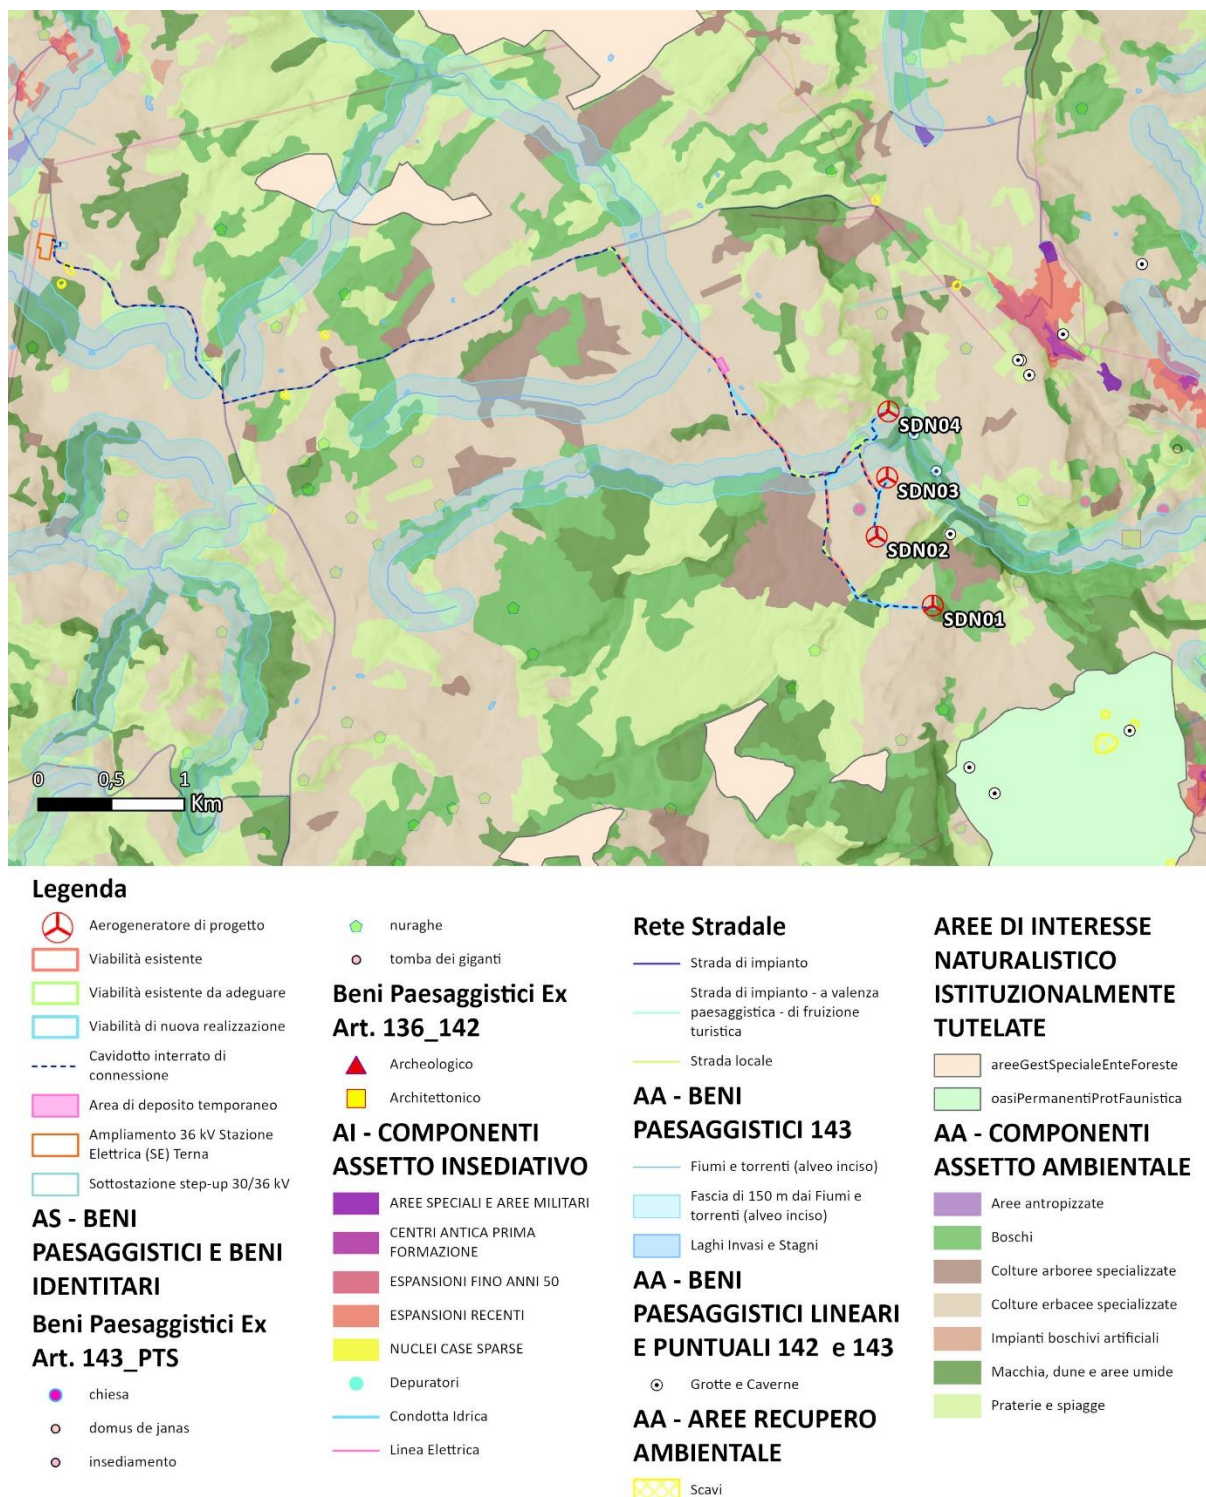 SDN04
SDN03
SDN02
SDN01
0 0,5 1
Km
Legenda
Aerogeneratore di progetto
Viabilità esistente
Viabilità esistente da adeguare
Viabilità di nuova realizzazione
Cavidotto interrato di
connessione
Area di deposito temporaneo
Ampliamento 36 kV Stazione
Elettrica (SE) Terna
Sottostazione step-up 30/36 kV
AS - BENI
PAESAGGISTICI E BENI
IDENTITARI
Beni Paesaggistici Ex
Art. 143_PTS
chiesa
domus de janas
insediamento
nuraghe
tomba dei giganti
Beni Paesaggistici Ex
Art. 136_142
Archeologico
Architettonico
AI - COMPONENTI
ASSETTO INSEDIATIVO
AREE SPECIALI E AREE MILITARI
CENTRI ANTICA PRIMA
FORMAZIONE
ESPANSIONI FINO ANNI 50
ESPANSIONI RECENTI
NUCLEI CASE SPARSE
Depuratori
Condotta Idrica
Linea Elettrica
Rete Stradale
Strada di impianto
Strada di impianto - a valenza
paesaggistica - di fruizione
turistica
Strada locale
AA - BENI
PAESAGGISTICI 143
Fiumi e torrenti (alveo inciso)
Fascia di 150 m dai Fiumi e
torrenti (alveo inciso)
Laghi Invasi e Stagni
AA - BENI
PAESAGGISTICI LINEARI
E PUNTUALI 142 e 143
Grotte e Caverne
AA - AREE RECUPERO
AMBIENTALE
Scavi
AREE DI INTERESSE
NATURALISTICO
ISTITUZIONALMENTE
TUTELATE
areeGestSpecialeEnteForeste
oasiPermanentiProtFaunistica
AA - COMPONENTI
ASSETTO AMBIENTALE
Aree antropizzate
Boschi
Colture arboree specializzate
Colture erbacee specializzate
Impianti boschivi artificiali
Macchia, dune e aree umide
Praterie e spiagge